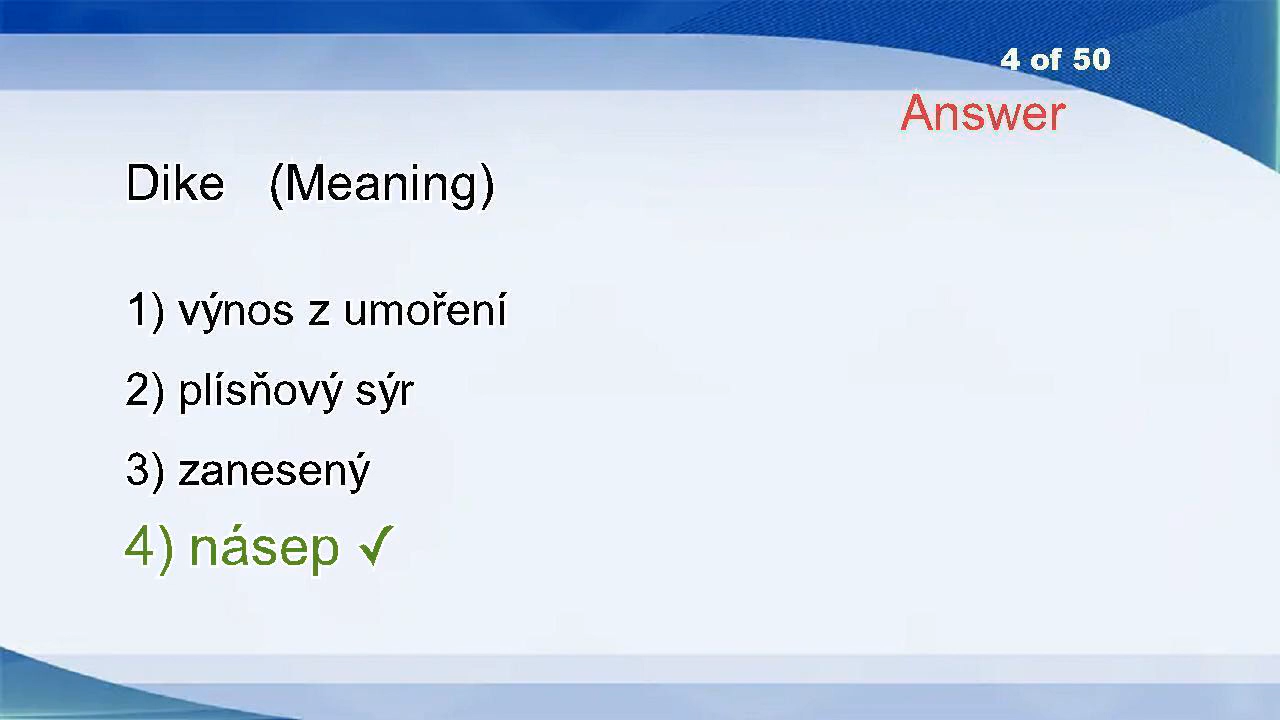 4 of 50
Answer
Dike (Meaning)
1) výnos z umoření
2) plísňový sýr
3) zanesený
4) násep ✓